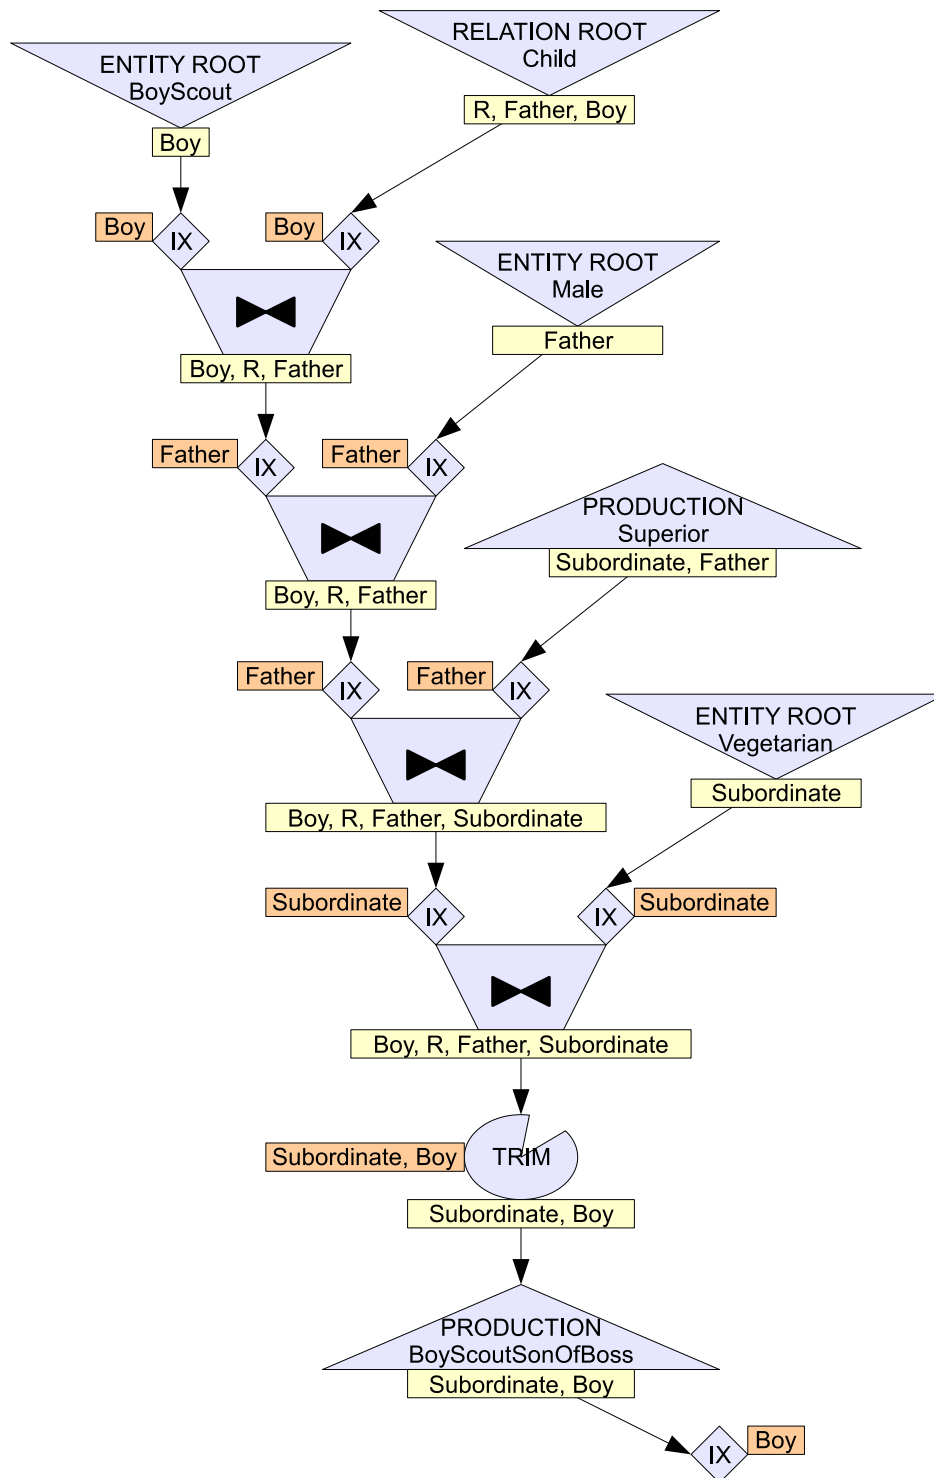 RELATION ROOT
Child
ENTITY ROOT
BoyScout
R, Father, Boy
Boy
Boy
IX
Boy
IX
ENTITY ROOT
Male
Father
Boy, R, Father
Father
IX
Father
IX
PRODUCTION
Superior
Subordinate, Father
Boy, R, Father
Father
IX
Father
IX
ENTITY ROOT
Vegetarian
Subordinate
Boy, R, Father, Subordinate
Subordinate
IX
IX
Subordinate
Boy, R, Father, Subordinate
Subordinate, Boy
TRIM
Subordinate, Boy
PRODUCTION
BoyScoutSonOfBoss
Subordinate, Boy
IX
Boy